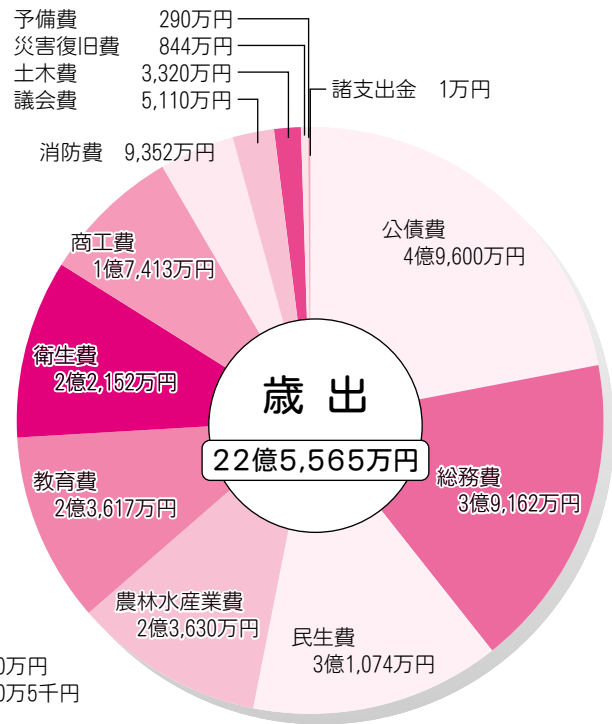 予備費 290万円
災害復旧費 844万円
土木費 3,320万円
議会費 5,110万円
諸支出金 1万円
消防費 9,352万円
公債費
4億9,600万円
商工費
1億7,413万円
衛生費
2億2,152万円
歳出
22億5,565万円
総務費
3億9,162万円
教育費
2億3,617万円
農林水産業費
2億3,630万円
民生費
3億1,074万円
万円
万5千円